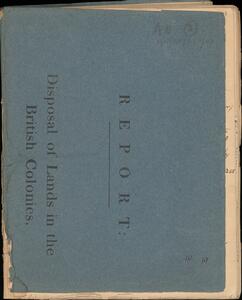 REPORT:
Disposal of Lands in the
British Colonies.